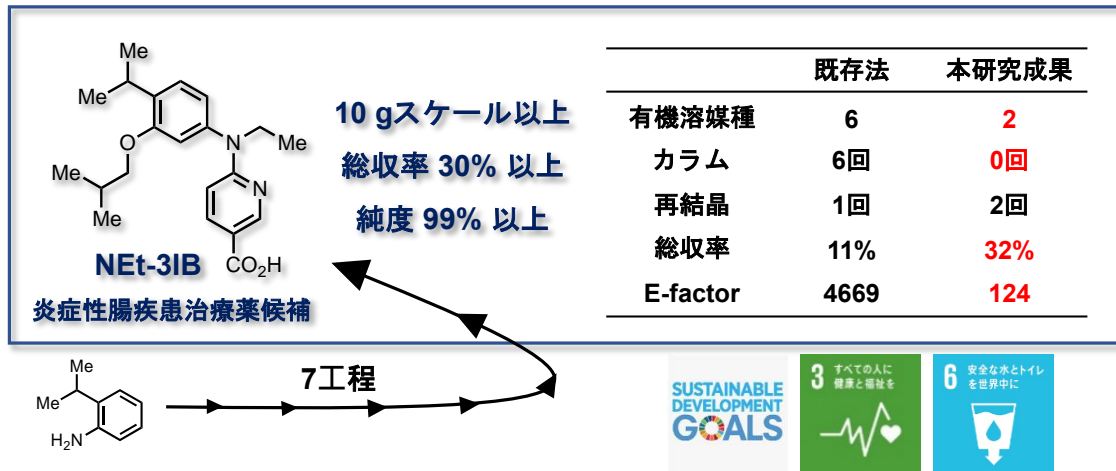 Me
Me
N
Me
O
Me
N
Me
CO₂H
NEt-3IB
炎症性腸疾患治療薬候補
10 gスケール以上
総収率 30% 以上
純度 99% 以上
既存法 本研究成果
有機溶媒種 6 2
カラム 6回 0回
再結晶 1回 2回
総収率 11% 32%
E-factor 4669 124
Me
Me
H₂N
7工程
SUSTAINABLE
DEVELOPMENT
GOALS
3 すべての人に
健康と福祉を
6 安全な水とトイレ
を世界中に